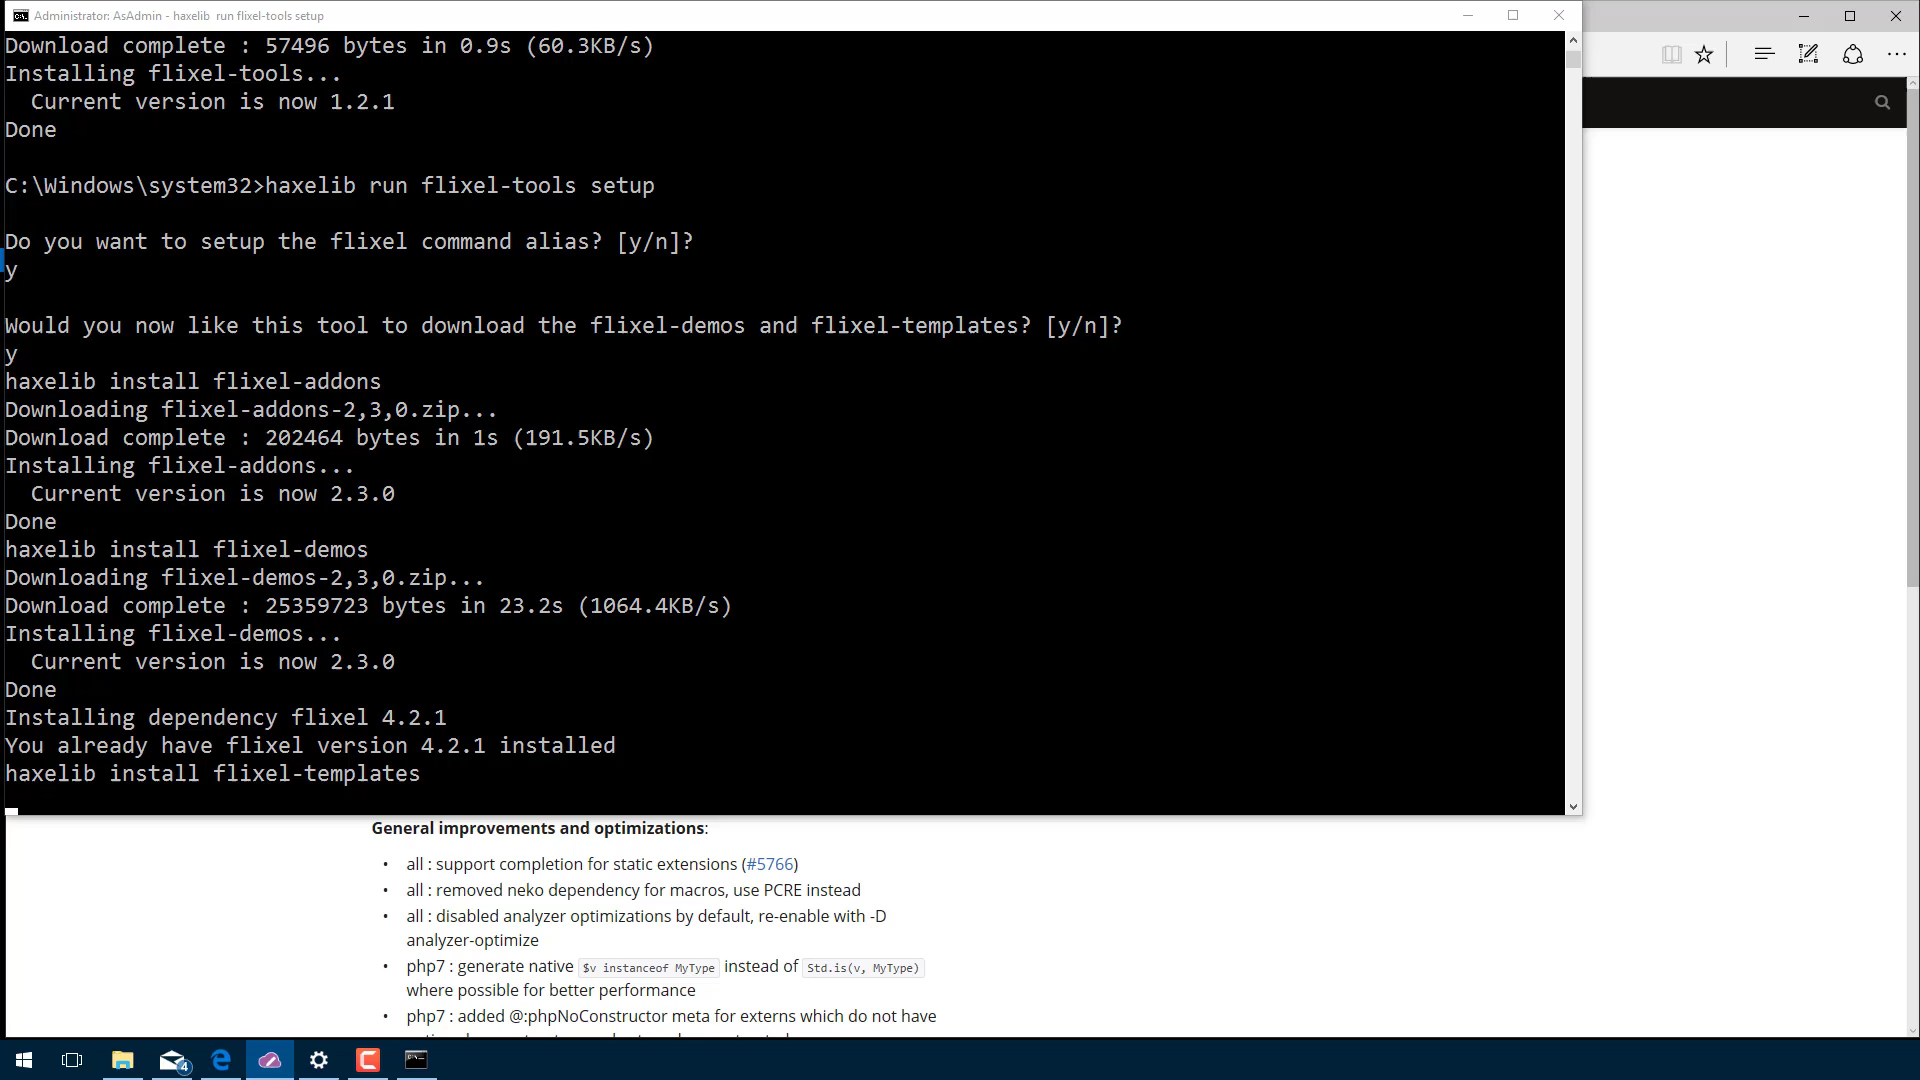 Administrator: AsAdmin - haxelib  run flixel-tools setup
Download complete : 57496 bytes in 0.9s (60.3KB/s)
Installing flixel-tools...
  Current version is now 1.2.1
Done
C:\Windows\system32>haxelib run flixel-tools setup
Do you want to setup the flixel command alias? [y/n]?
y
Would you now like this tool to download the flixel-demos and flixel-templates? [y/n]?
y
haxelib install flixel-addons
Downloading flixel-addons-2,3,0.zip...
Download complete : 202464 bytes in 1s (191.5KB/s)
Installing flixel-addons...
  Current version is now 2.3.0
Done
haxelib install flixel-demos
Downloading flixel-demos-2,3,0.zip...
Download complete : 25359723 bytes in 23.2s (1064.4KB/s)
Installing flixel-demos...
  Current version is now 2.3.0
Done
Installing dependency flixel 4.2.1
You already have flixel version 4.2.1 installed
haxelib install flixel-templates
General improvements and optimizations:
• all : support completion for static extensions (#5766)
• all : removed neko dependency for macros, use PCRE instead
• all : disabled analyzer optimizations by default, re-enable with -D
analyzer-optimize
• php7 : generate native $v instanceof MyType instead of Std.is(v, MyType)
where possible for better performance
• php7 : added @:phpNoConstructor meta for externs which do not have
4